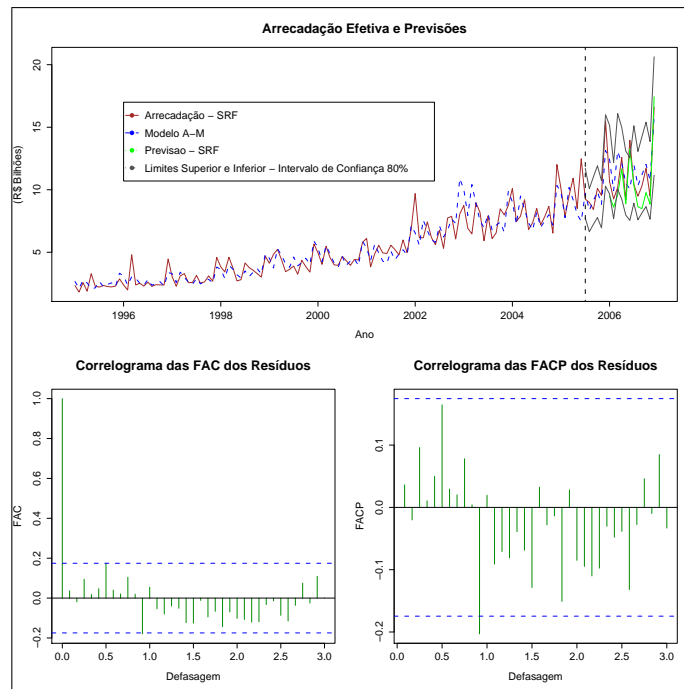 Arrecadação Efetiva e Previsões
(R$ Bilhões)
20
15
10
5
Arrecadação – SRF
Modelo A–M
Previsao – SRF
Limites Superior e Inferior – Intervalo de Confiança 80%
1996 1998 2000 2002 2004 2006
Ano
Correlograma das FAC dos Resíduos
FAC
1.0
0.8
0.6
0.4
0.2
0.0
−0.2
0.0 0.5 1.0 1.5 2.0 2.5 3.0
Defasagem
Correlograma das FACP dos Resíduos
FACP
0.1
0.0
−0.1
−0.2
0.0 0.5 1.0 1.5 2.0 2.5 3.0
Defasagem